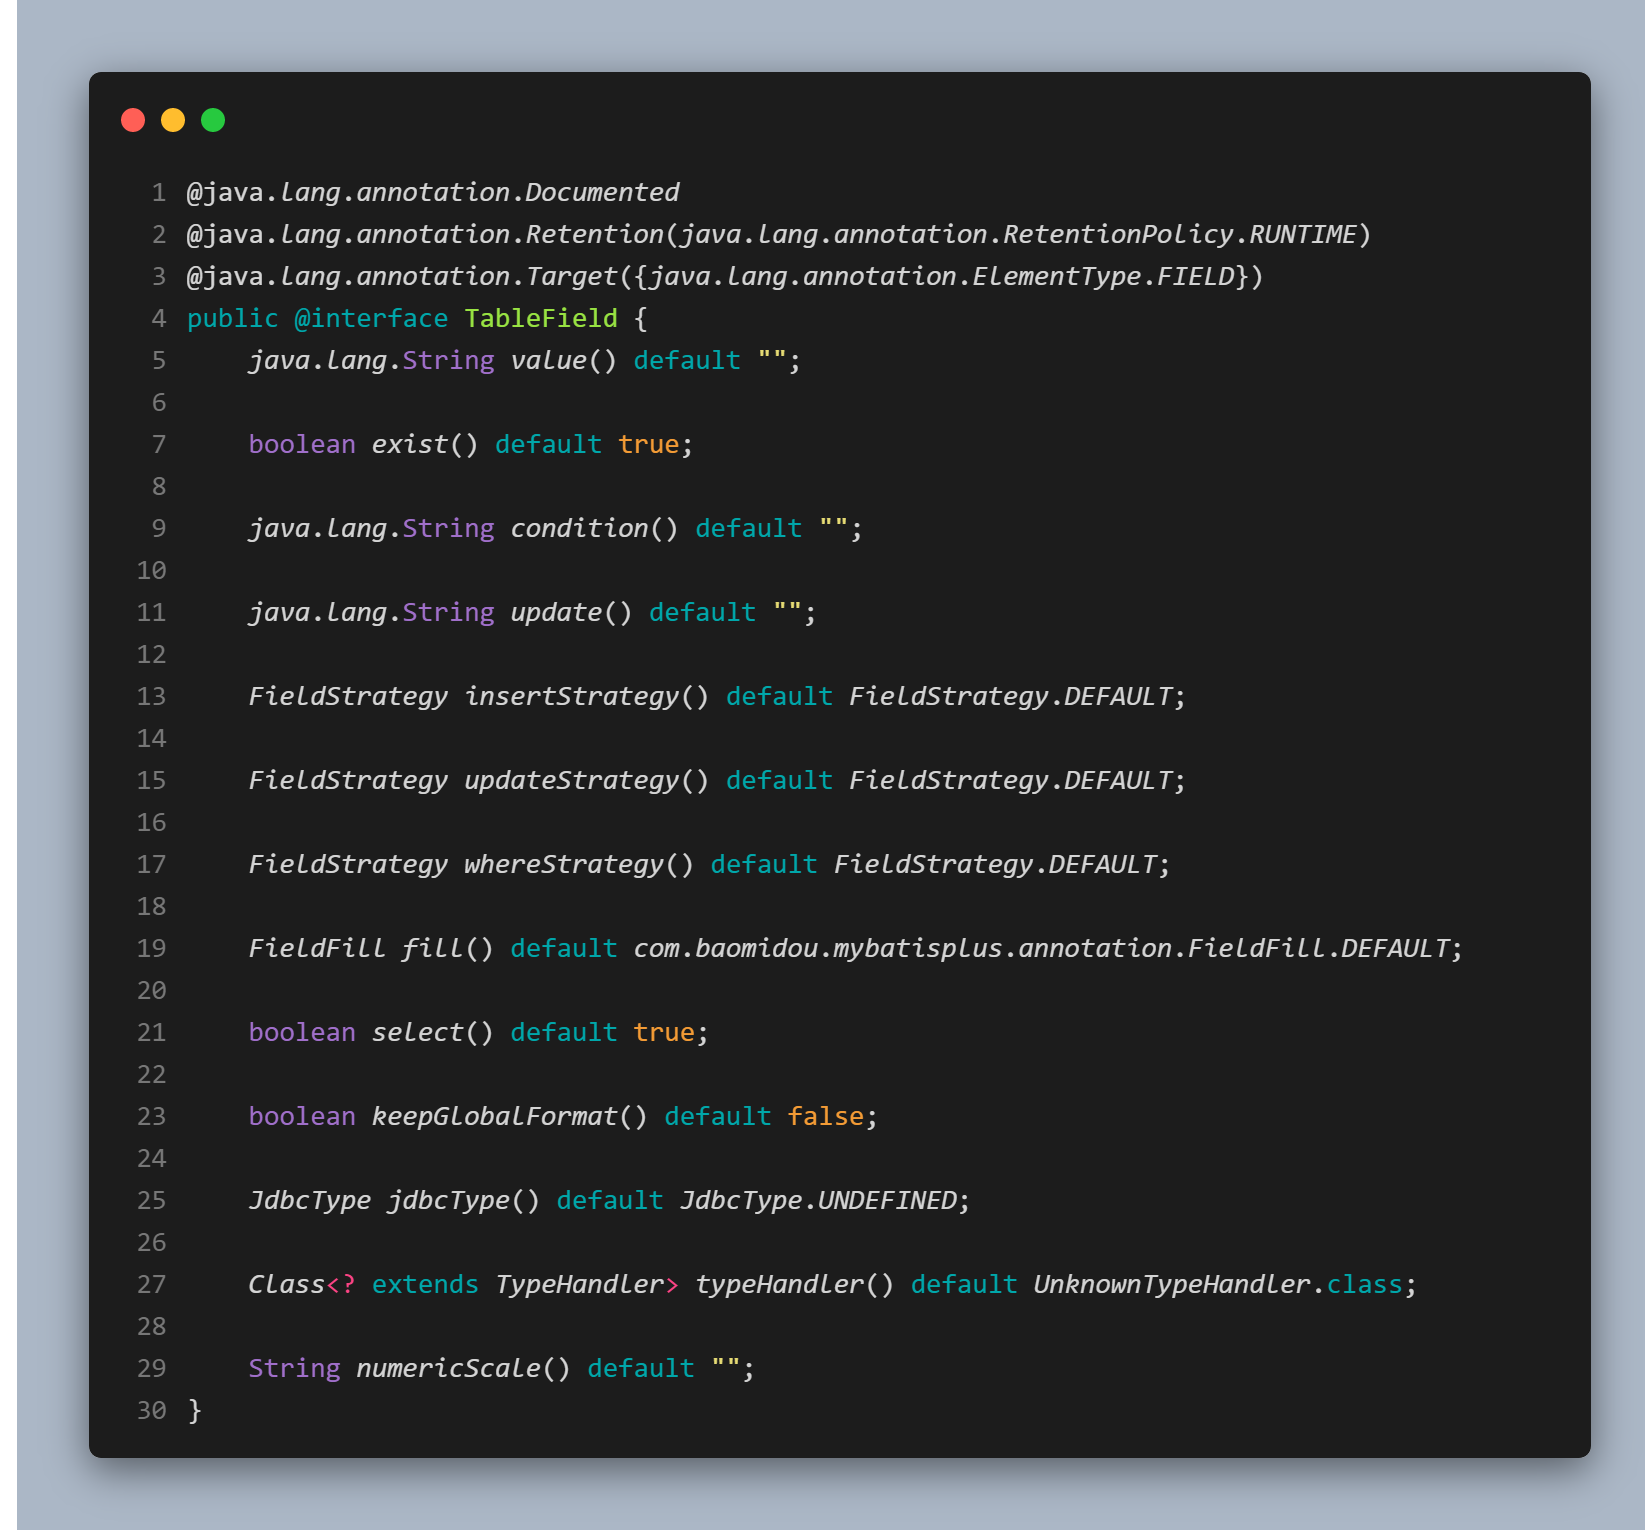 1 @java.lang.annotation.Documented
2 @java.lang.annotation.Retention(java.lang.annotation.RetentionPolicy.RUNTIME)
3 @java.lang.annotation.Target({java.lang.annotation.ElementType.FIELD})
4 public @interface TableField {
5     java.lang.String value() default "";
6
7     boolean exist() default true;
8
9     java.lang.String condition() default "";
10
11     java.lang.String update() default "";
12
13     FieldStrategy insertStrategy() default FieldStrategy.DEFAULT;
14
15     FieldStrategy updateStrategy() default FieldStrategy.DEFAULT;
16
17     FieldStrategy whereStrategy() default FieldStrategy.DEFAULT;
18
19     FieldFill fill() default com.baomidou.mybatisplus.annotation.FieldFill.DEFAULT;
20
21     boolean select() default true;
22
23     boolean keepGlobalFormat() default false;
24
25     JdbcType jdbcType() default JdbcType.UNDEFINED;
26
27     Class<? extends TypeHandler> typeHandler() default UnknownTypeHandler.class;
28
29     String numericScale() default "";
30 }